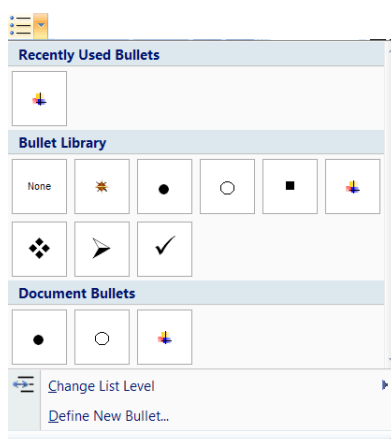 Recently Used Bullets
Bullet Library
None
Document Bullets
Change List Level
Define New Bullet...